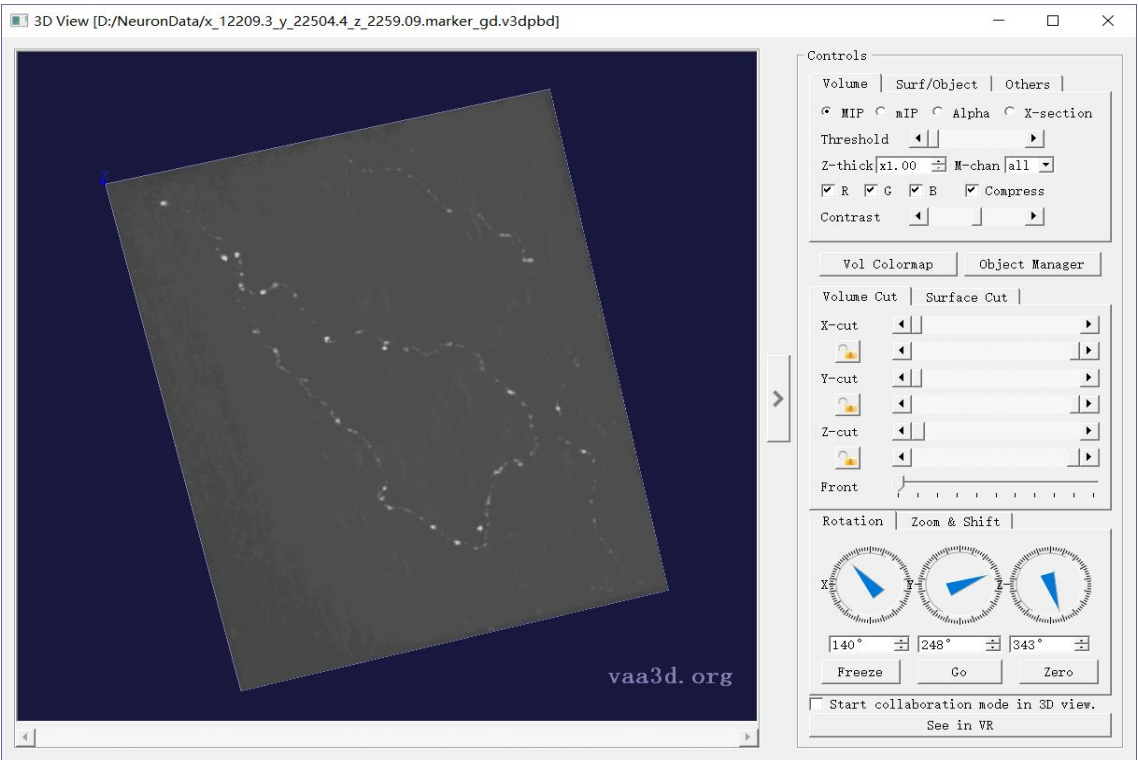 3D View [D:/NeuronData/x_12209.3_y_22504.4_z_2259.09.marker_gd.v3dpbd]
Z
vaa3d. org
Controls
Volume Surf/Object Others
MIP mIP Alpha X-section
Threshold
Z-thick x1.00 M-chan all
R G B Compress
Contrast
Vol Colormap Object Manager
Volume Cut Surface Cut
X-cut
Y-cut
Z-cut
Front
Rotation Zoom & Shift
X Y Z
140° 248° 343°
Freeze Go Zero
Start collaboration mode in 3D view.
See in VR